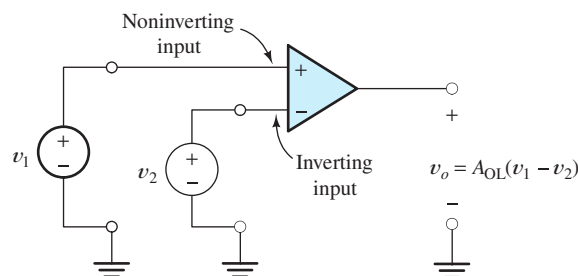 Noninverting
input
+
−
+
−
v1
+
−
v2
Inverting
input
+
vo = AOL(v1 − v2)
−